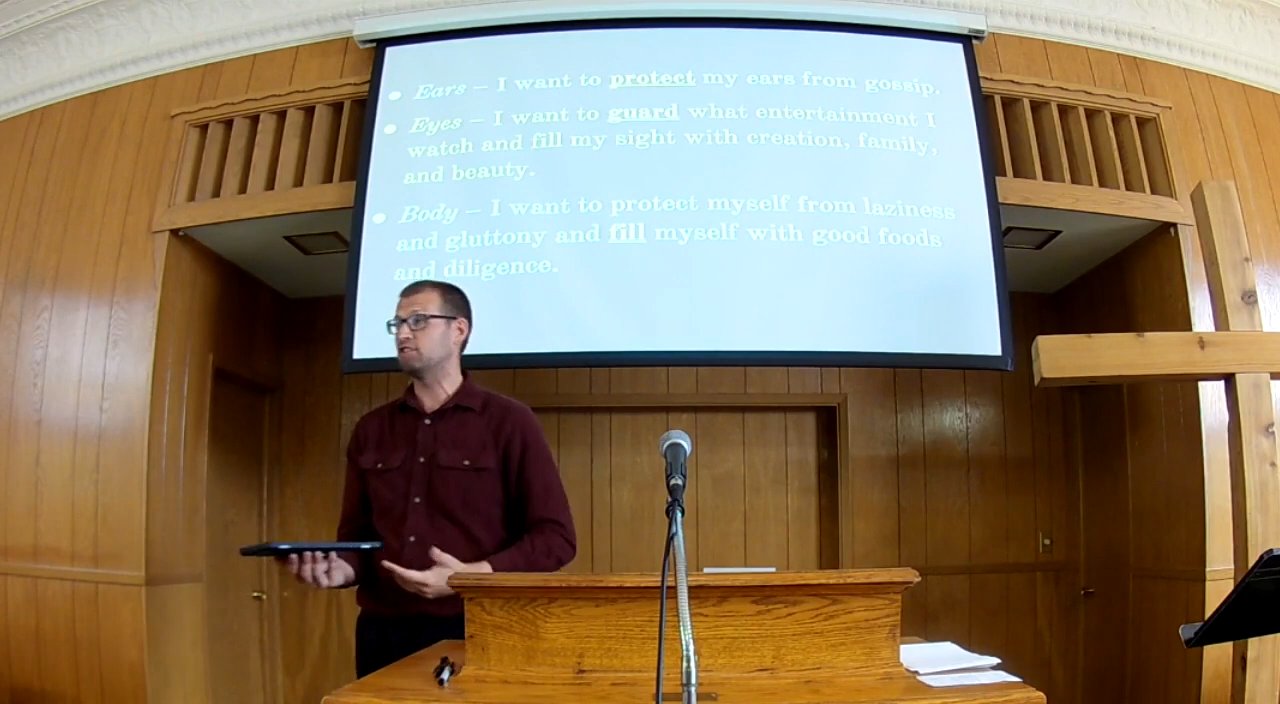 • Ears – I want to protect my ears from gossip.
• Eyes – I want to guard what entertainment I
watch and fill my sight with creation, family,
and beauty.
• Body – I want to protect myself from laziness
and gluttony and fill myself with good foods
and diligence.